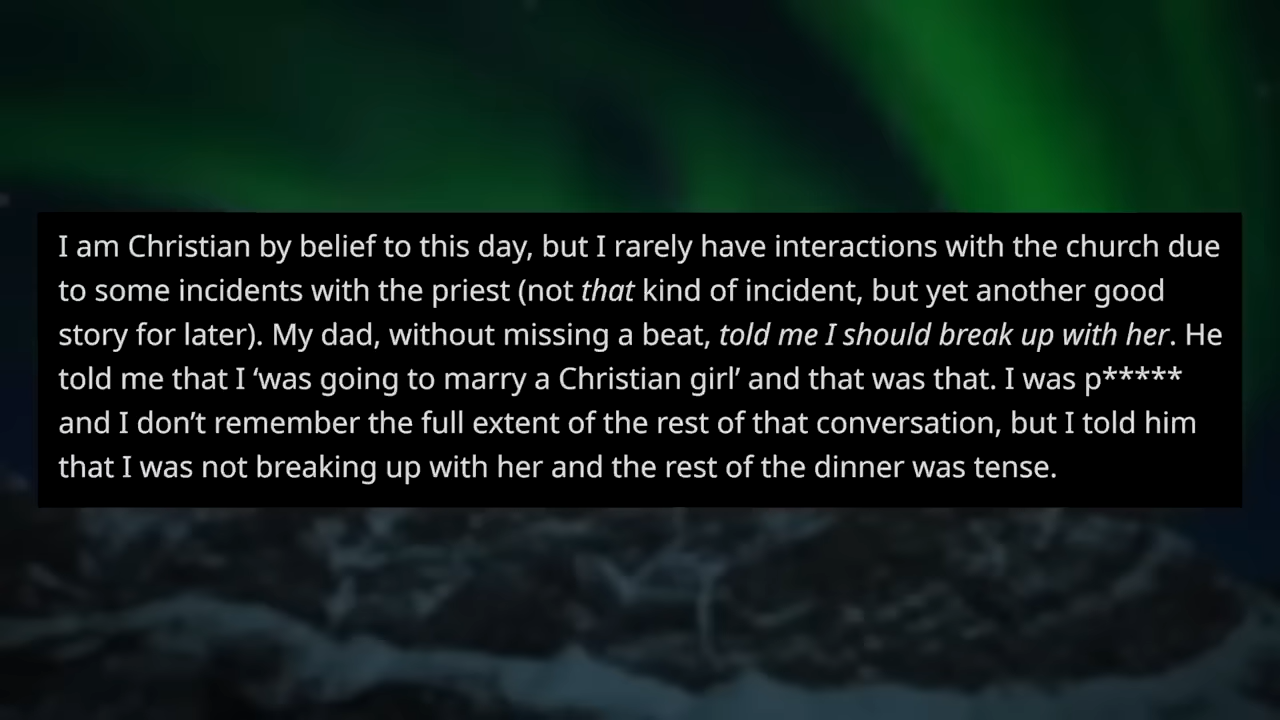 I am Christian by belief to this day, but I rarely have interactions with the church due
to some incidents with the priest (not that kind of incident, but yet another good
story for later). My dad, without missing a beat, told me I should break up with her. He
told me that I ‘was going to marry a Christian girl’ and that was that. I was p*****
and I don’t remember the full extent of the rest of that conversation, but I told him
that I was not breaking up with her and the rest of the dinner was tense.